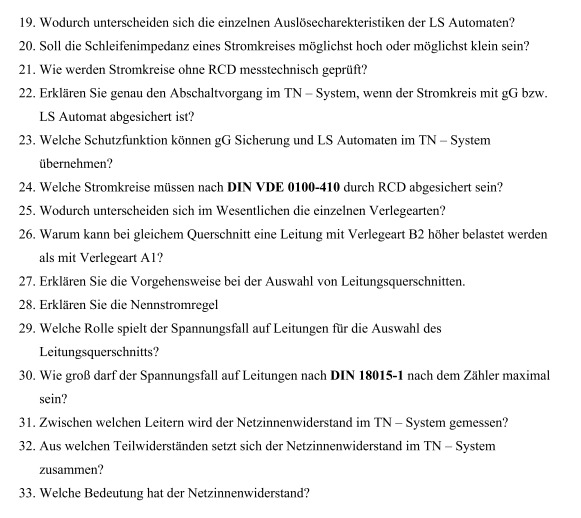 19. Wodurch unterscheiden sich die einzelnen Auslösecharekteristiken der LS Automaten?
20. Soll die Schleifenimpedanz eines Stromkreises möglichst hoch oder möglichst klein sein?
21. Wie werden Stromkreise ohne RCD messtechnisch geprüft?
22. Erklären Sie genau den Abschaltvorgang im TN – System, wenn der Stromkreis mit gG bzw.
LS Automat abgesichert ist?
23. Welche Schutzfunktion können gG Sicherung und LS Automaten im TN – System
übernehmen?
24. Welche Stromkreise müssen nach DIN VDE 0100-410 durch RCD abgesichert sein?
25. Wodurch unterscheiden sich im Wesentlichen die einzelnen Verlegearten?
26. Warum kann bei gleichem Querschnitt eine Leitung mit Verlegeart B2 höher belastet werden
als mit Verlegeart A1?
27. Erklären Sie die Vorgehensweise bei der Auswahl von Leitungsquerschnitten.
28. Erklären Sie die Nennstromregel
29. Welche Rolle spielt der Spannungsfall auf Leitungen für die Auswahl des
Leitungsquerschnitts?
30. Wie groß darf der Spannungsfall auf Leitungen nach DIN 18015-1 nach dem Zähler maximal
sein?
31. Zwischen welchen Leitern wird der Netzinnenwiderstand im TN – System gemessen?
32. Aus welchen Teilwiderständen setzt sich der Netzinnenwiderstand im TN – System
zusammen?
33. Welche Bedeutung hat der Netzinnenwiderstand?